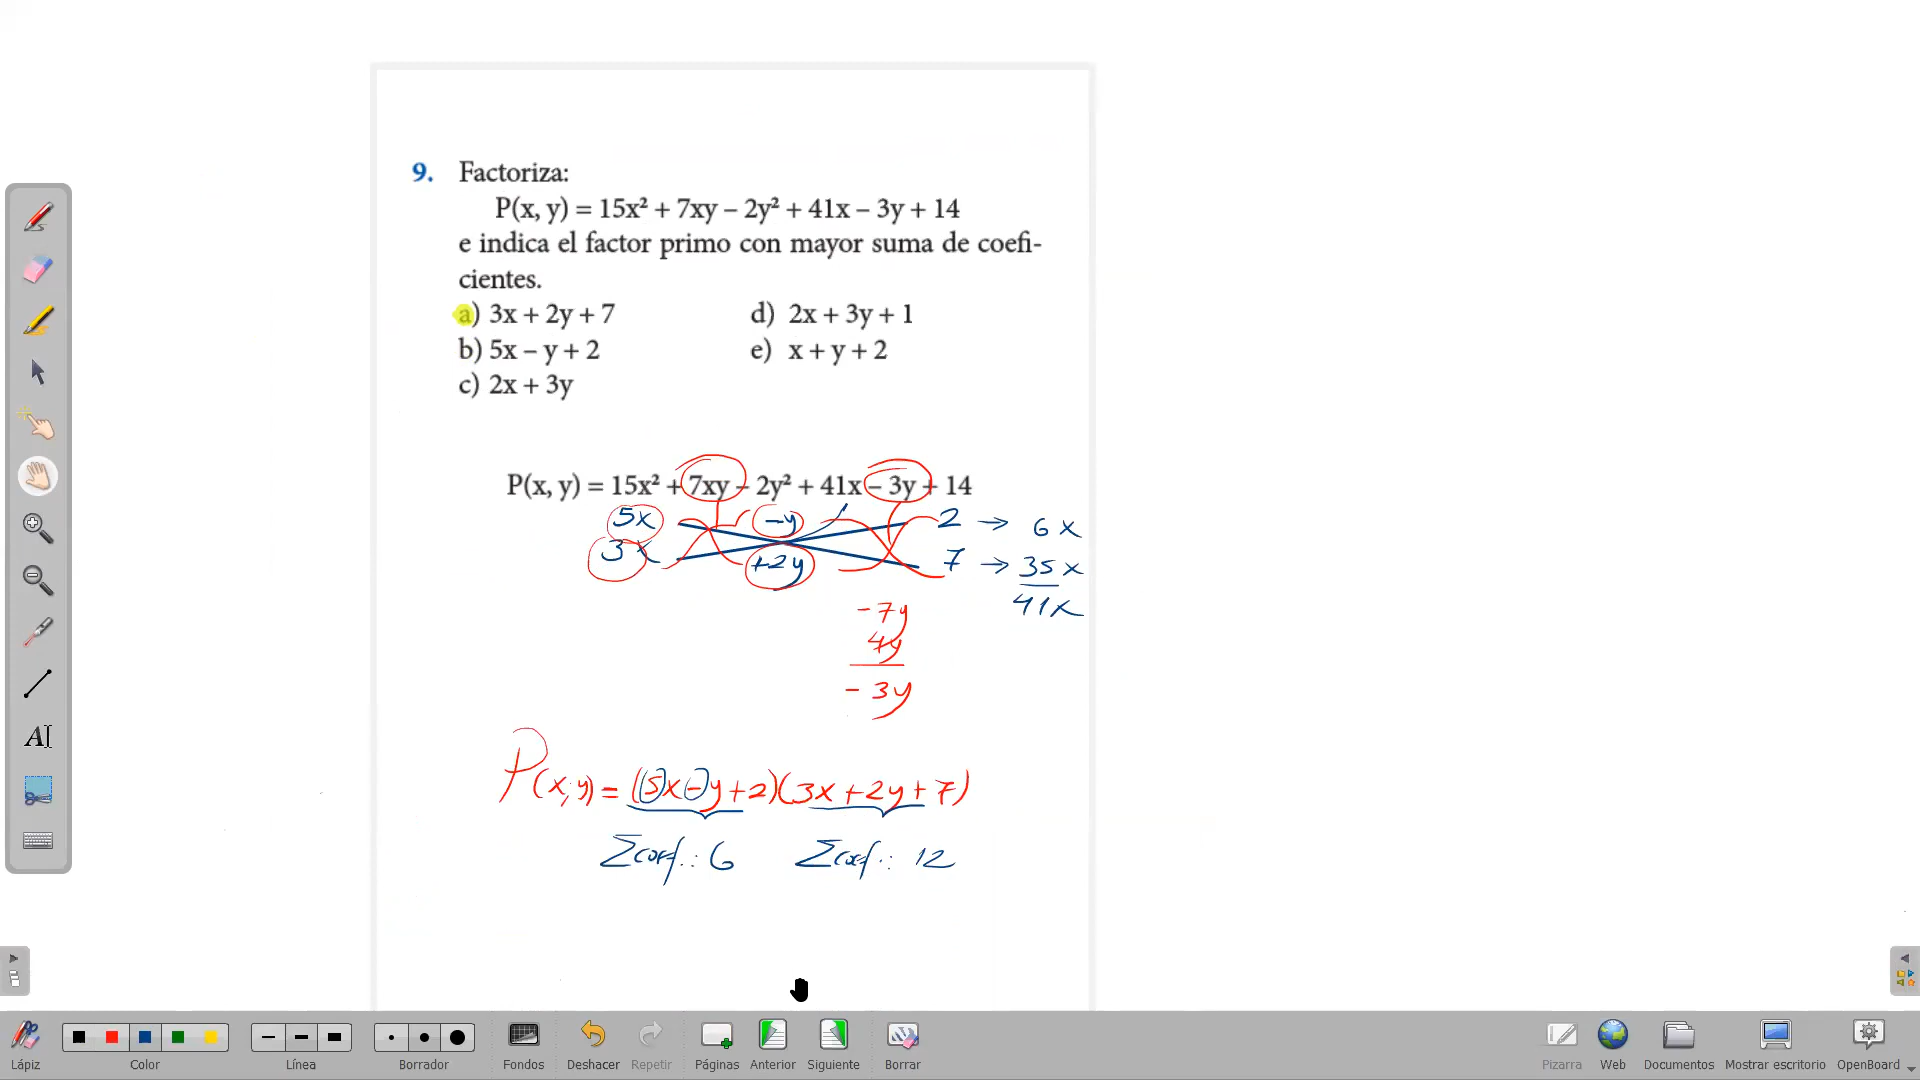 9. Factoriza:
P(x, y) = 15x² + 7xy – 2y² + 41x – 3y + 14
e indica el factor primo con mayor suma de coefi-
cientes.
a) 3x + 2y + 7
d) 2x + 3y + 1
b) 5x – y + 2
e) x + y + 2
c) 2x + 3y
P(x, y) = 15x² + 7xy – 2y² + 41x – 3y + 14
5x -y 2 → 6x
3x +2y 7 → 35x
41x
-7y
4y
-3y
P(x;y) = (5x-y+2)(3x+2y+7)
Σcoef.: 6 Σcoef.: 12
Lápiz
Color
Línea
Borrador
Fondos
Deshacer
Repetir
Páginas
Anterior
Siguiente
Borrar
Pizarra
Web
Documentos
Mostrar escritorio
OpenBoard